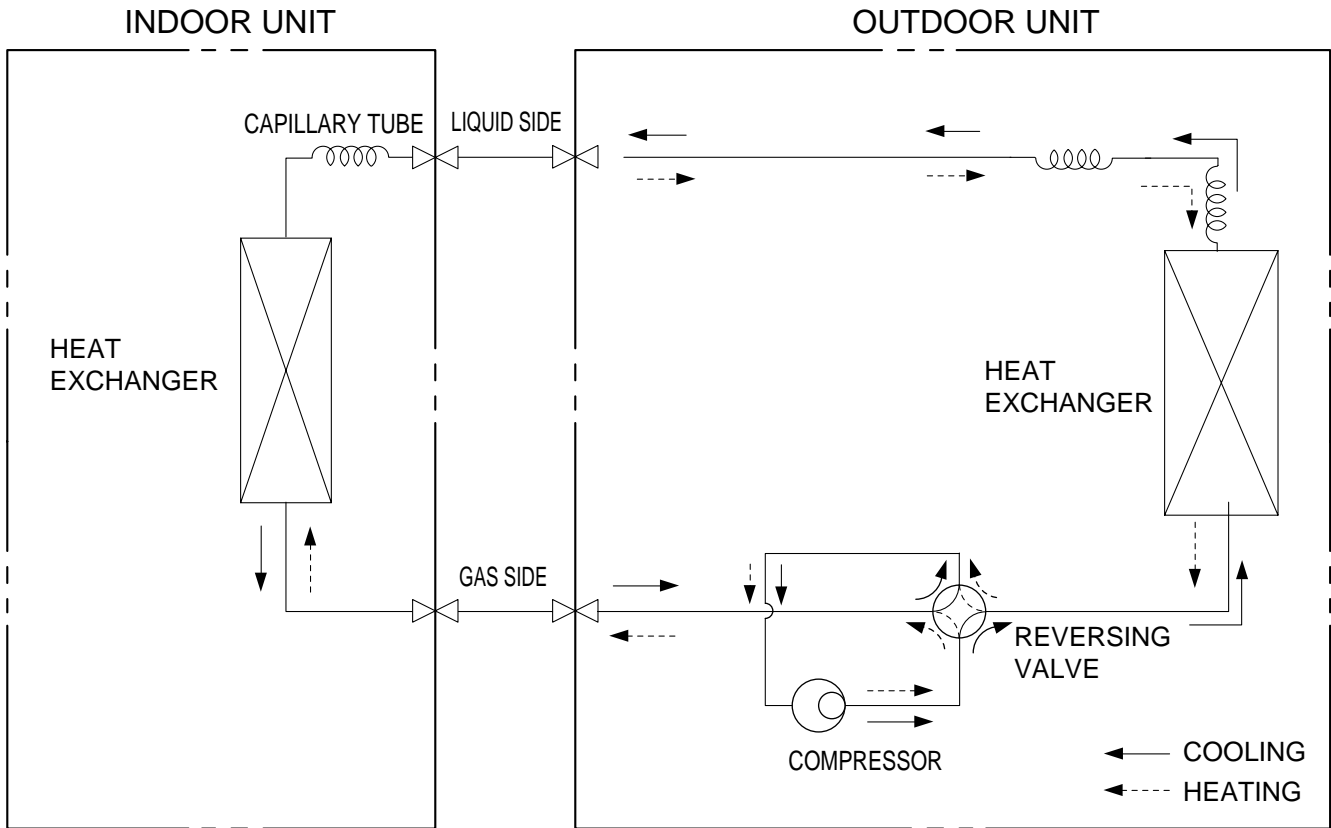 INDOOR UNIT
OUTDOOR UNIT
CAPILLARY TUBE
LIQUID SIDE
HEAT
EXCHANGER
HEAT
EXCHANGER
GAS SIDE
REVERSING
VALVE
COMPRESSOR
COOLING
HEATING